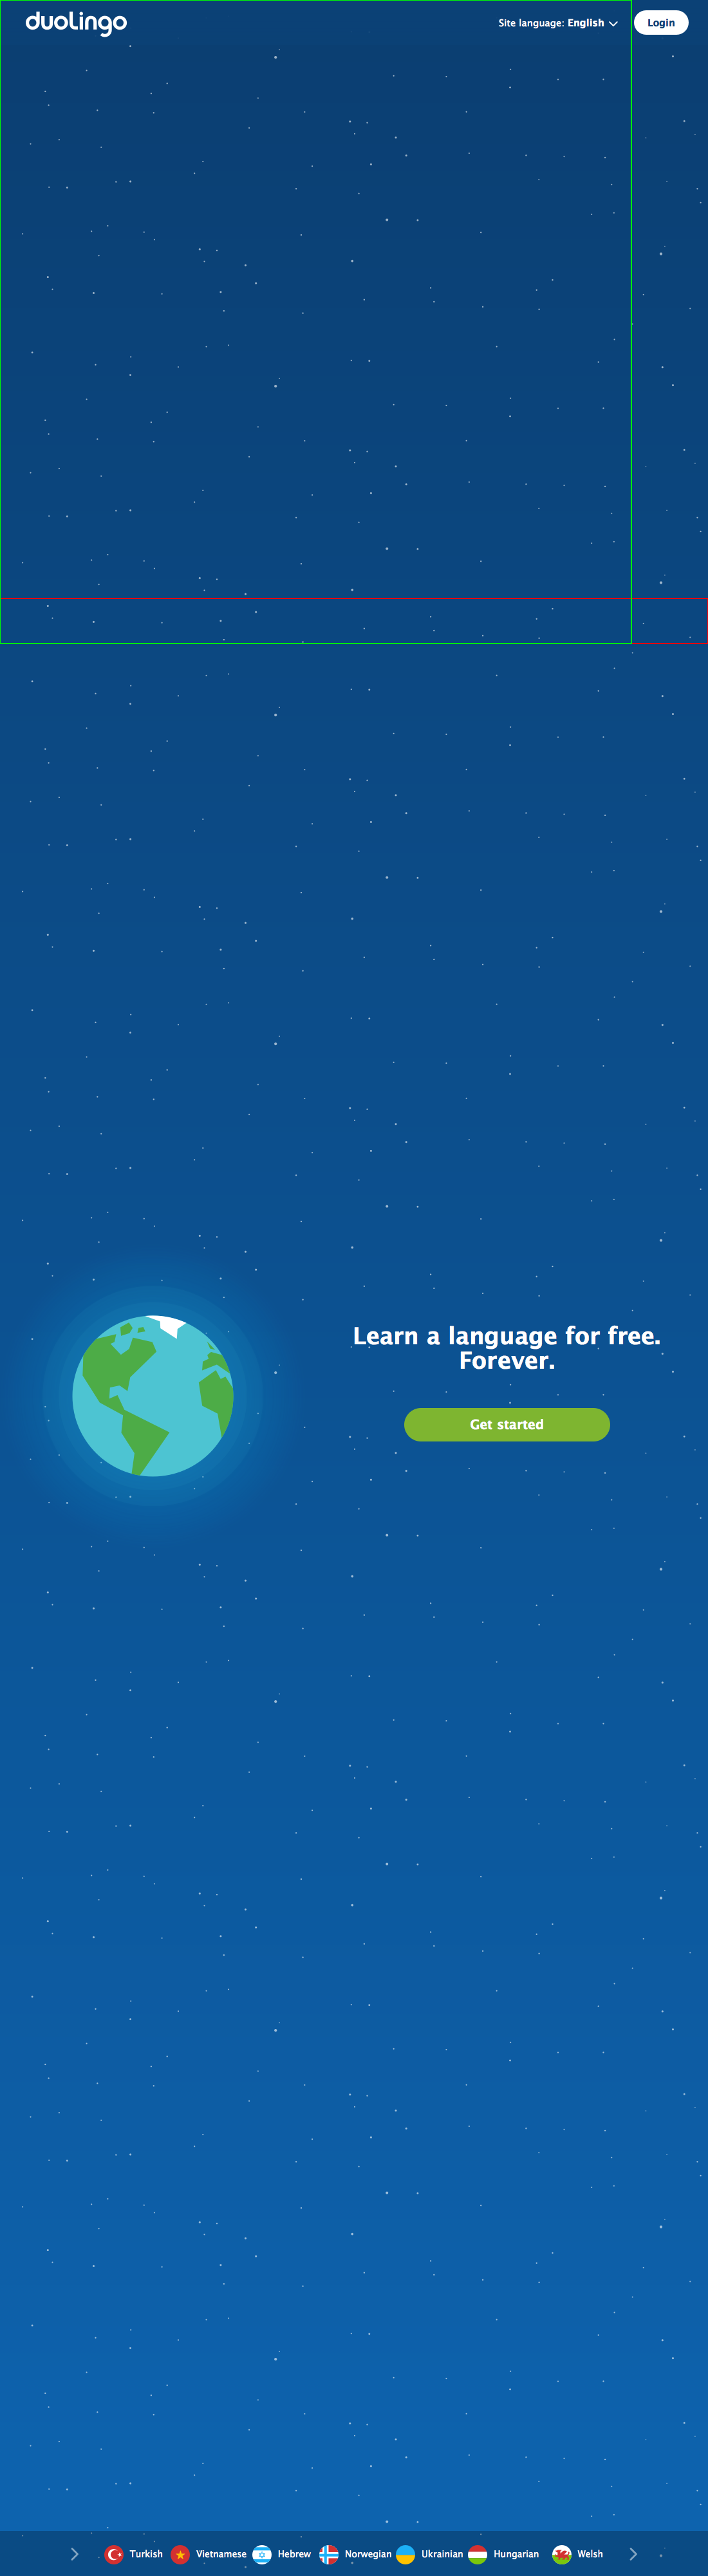 duolingo
Site language: English
Login
Learn a language for free.
Forever.
Get started
Turkish
Vietnamese
Hebrew
Norwegian
Ukrainian
Hungarian
Welsh